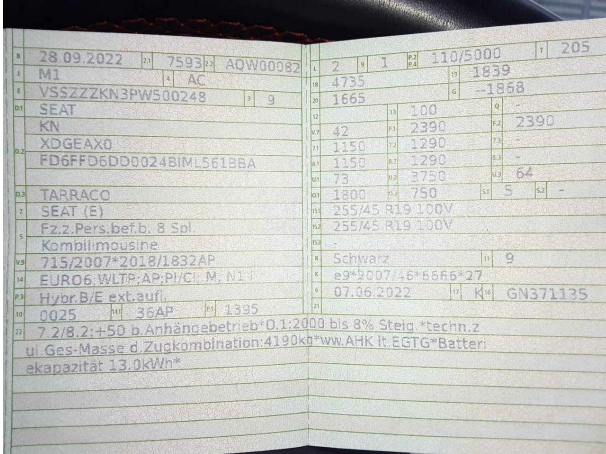 B 28.09.2022 2.1 7593 2.2 AQW00082
J M1 4 AC
E VSSZZZKN3PW500248 3 9
D.1 SEAT
D.2 KN
XDGEAX0
FD6FFD6DD0024BIML561BBA
D.3 TARRACO
2 SEAT (E)
5 Fz.z.Pers.bef.b. 8 Spl.
Kombilimousine
V.9 715/2007*2018/1832AP
14 EURO6;WLTP;AP;PI/CI; M, N1 I
P.3 Hybr.B/E ext.aufl.
10 0025 14.1 36AP P.1 1395
L 2 9 1 P.2 P.4 110/5000 T 205
18 4735 19 1839
20 1665 G --1868
12 - 13 100 Q -
V.7 42 F.1 2390 F.2 2390
7.1 1150 7.2 1290 7.3 -
8.1 1150 8.2 1290 8.3 -
U.1 73 U.2 3750 U.3 64
O.1 1800 O.2 750 S.1 5 S.2 -
15.1 255/45 R19 100V
15.2 255/45 R19 100V
15.3 -
R Schwarz 11 9
K e9*2007/46*6666*27
6 07.06.2022 17 K 16 GN371135
21
22 7.2/8.2:+50 b.Anhängebetrieb*O.1:2000 bis 8% Steig.*techn.z
ul.Ges-Masse d.Zugkombination:4190kg*ww.AHK lt.EGTG*Batteri
ekapazität 13.0kWh*